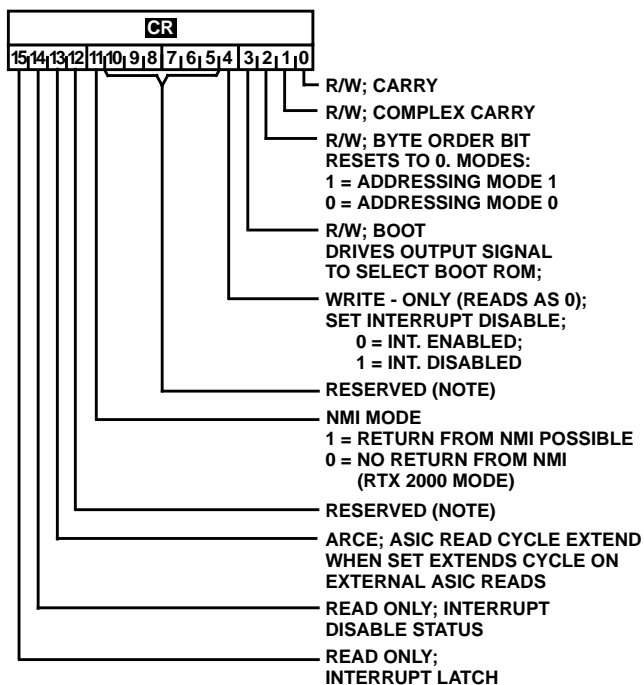 CR
15 14 13 12 11 10 9 8 7 6 5 4 3 2 1 0
R/W; CARRY
R/W; COMPLEX CARRY
R/W; BYTE ORDER BIT
RESETS TO 0. MODES:
1 = ADDRESSING MODE 1
0 = ADDRESSING MODE 0
R/W; BOOT
DRIVES OUTPUT SIGNAL
TO SELECT BOOT ROM;
WRITE - ONLY (READS AS 0);
SET INTERRUPT DISABLE;
0 = INT. ENABLED;
1 = INT. DISABLED
RESERVED (NOTE)
NMI MODE
1 = RETURN FROM NMI POSSIBLE
0 = NO RETURN FROM NMI
(RTX 2000 MODE)
RESERVED (NOTE)
ARCE; ASIC READ CYCLE EXTEND
WHEN SET EXTENDS CYCLE ON
EXTERNAL ASIC READS
READ ONLY; INTERRUPT
DISABLE STATUS
READ ONLY;
INTERRUPT LATCH